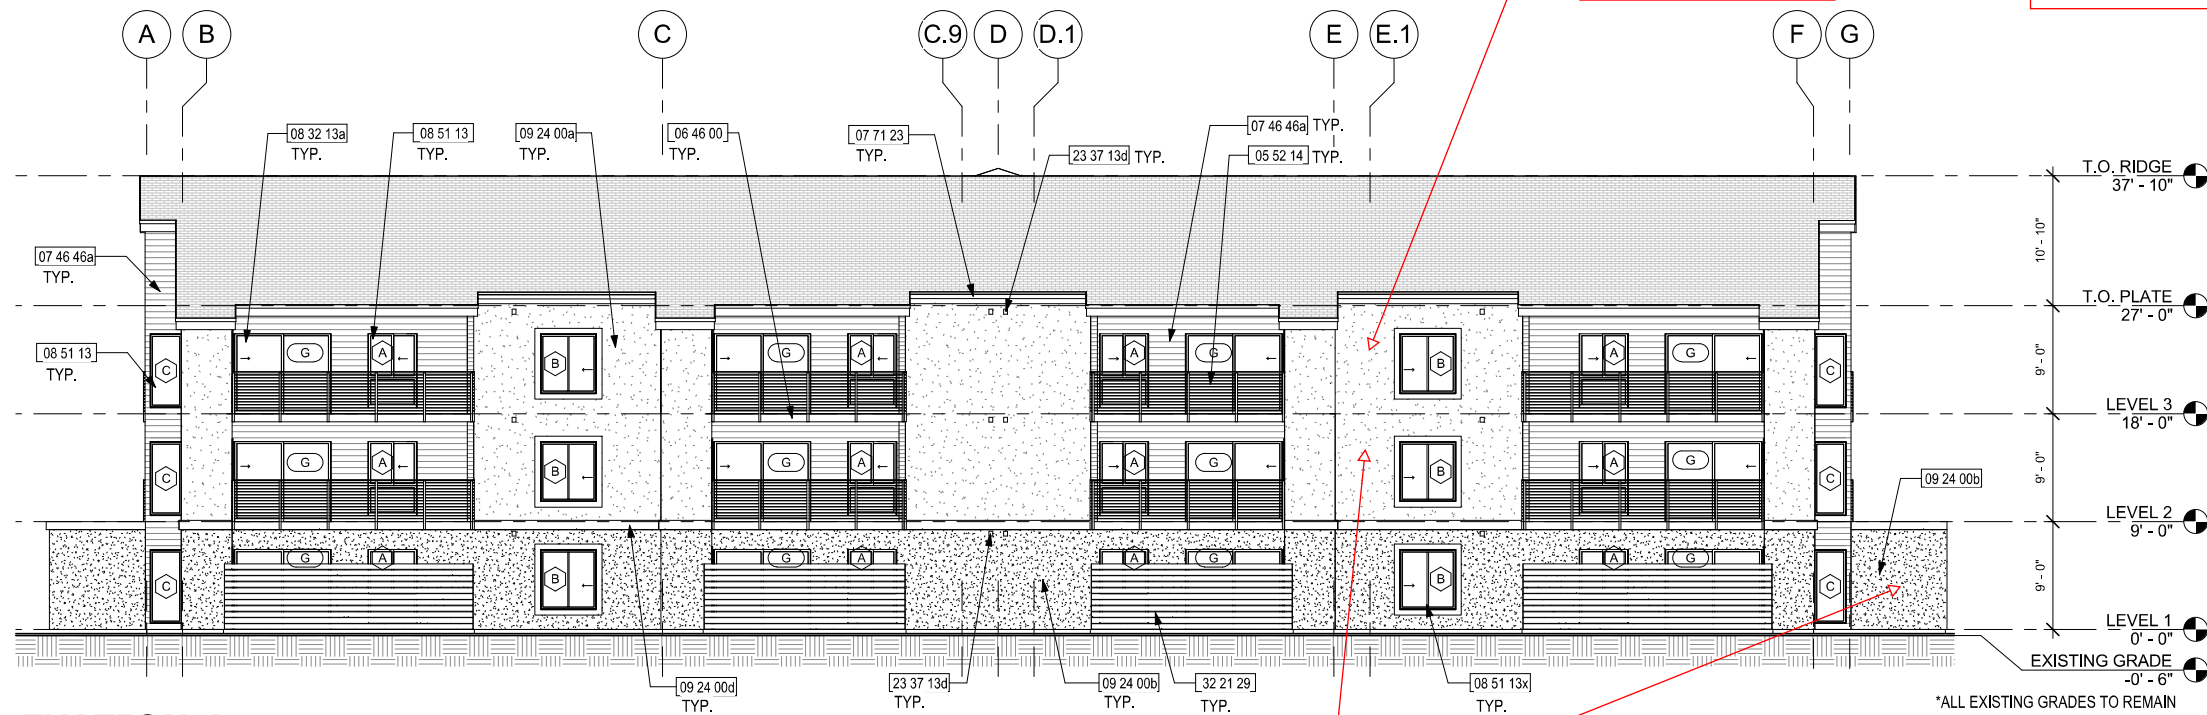 A B C C.9 D D.1 E E.1 F G
08 32 13a
TYP.
08 51 13
TYP.
09 24 00a
TYP.
06 46 00
TYP.
07 71 23
TYP.
23 37 13d TYP.
07 46 46a TYP.
05 52 14 TYP.
T.O. RIDGE
37' - 10"
10' - 10"
07 46 46a
TYP.
T.O. PLATE
27' - 0"
08 51 13
TYP.
C G A B G A A G B A G C
9' - 0"
LEVEL 3
18' - 0"
C G A B G A A G B A G C
9' - 0"
09 24 00b
LEVEL 2
9' - 0"
C G A B G A A G B A G C
9' - 0"
LEVEL 1
0' - 0"
EXISTING GRADE
-0' - 6"
09 24 00d
TYP.
23 37 13d
TYP.
09 24 00b
TYP.
32 21 29
TYP.
08 51 13x
TYP.
*ALL EXISTING GRADES TO REMAIN